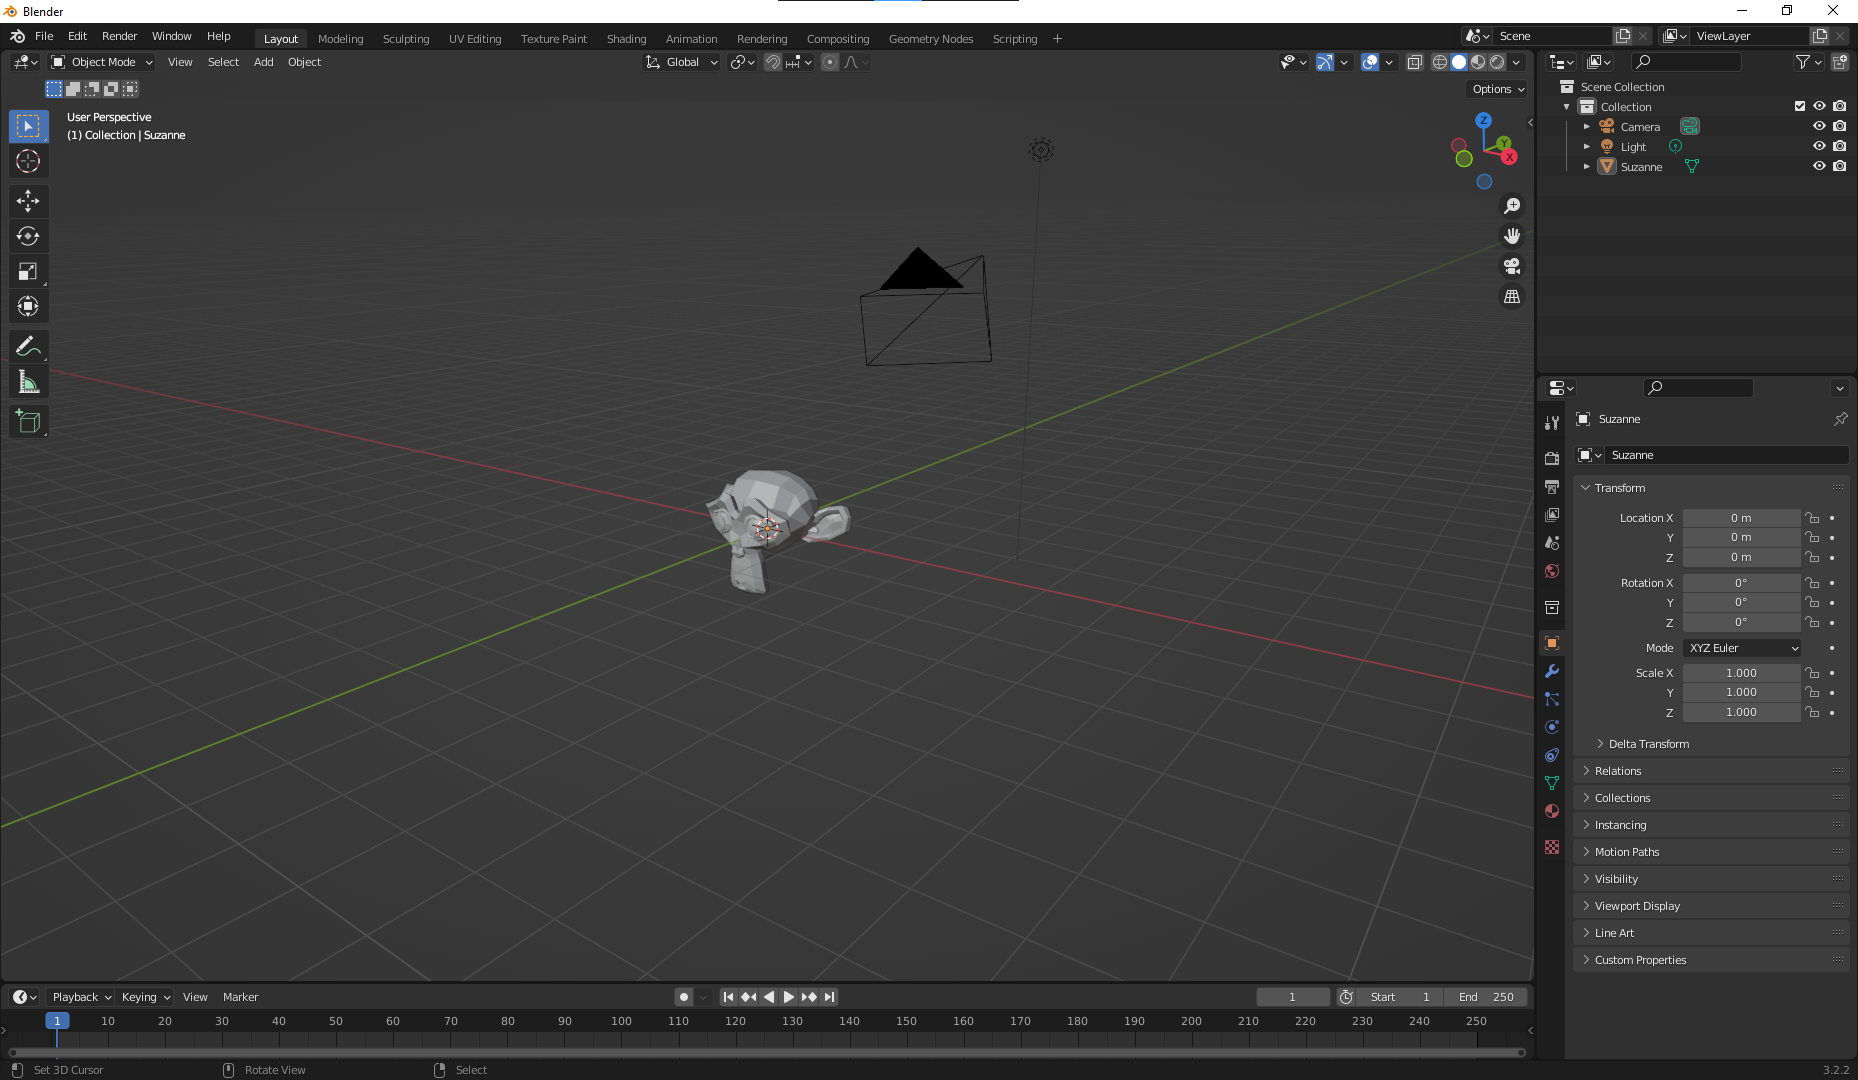 Blender
File Edit Render Window Help Layout Modeling Sculpting UV Editing Texture Paint Shading Animation Rendering Compositing Geometry Nodes Scripting + Scene ViewLayer
Object Mode View Select Add Object Global
Options
User Perspective
(1) Collection | Suzanne
Z
Y
X
Scene Collection
Collection
Camera
Light
Suzanne
Suzanne
Suzanne
Transform
Location X 0 m
Y 0 m
Z 0 m
Rotation X 0°
Y 0°
Z 0°
Mode XYZ Euler
Scale X 1.000
Y 1.000
Z 1.000
Delta Transform
Relations
Collections
Instancing
Motion Paths
Visibility
Viewport Display
Line Art
Custom Properties
Playback Keying View Marker 1 Start 1 End 250
1 10 20 30 40 50 60 70 80 90 100 110 120 130 140 150 160 170 180 190 200 210 220 230 240 250
Set 3D Cursor Rotate View Select 3.2.2